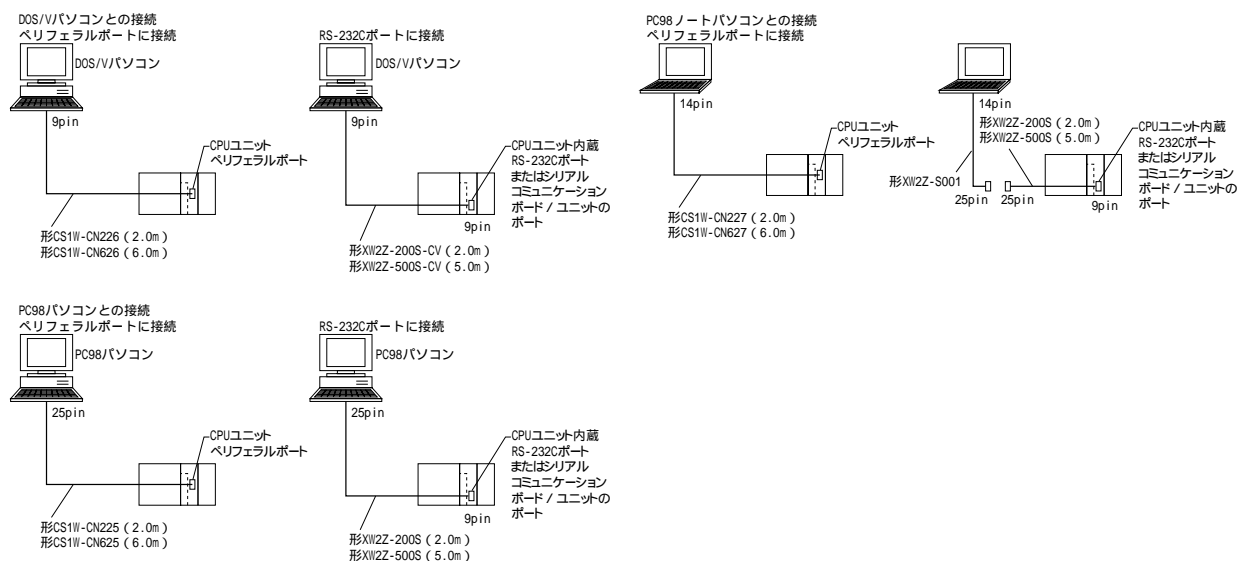 DOS/Vパソコンとの接続
ペリフェラルポートに接続
DOS/Vパソコン
9pin
CPUユニット
ペリフェラルポート
形CS1W-CN226(2.0m)
形CS1W-CN626(6.0m)
RS-232Cポートに接続
DOS/Vパソコン
9pin
CPUユニット内蔵
RS-232Cポート
またはシリアル
コミュニケーション
ボード/ユニットの
ポート
9pin
形XW2Z-200S-CV(2.0m)
形XW2Z-500S-CV(5.0m)
PC98ノートパソコンとの接続
ペリフェラルポートに接続
14pin
CPUユニット
ペリフェラルポート
形CS1W-CN227(2.0m)
形CS1W-CN627(6.0m)
14pin
形XW2Z-200S(2.0m)
形XW2Z-500S(5.0m)
形XW2Z-S001
25pin
25pin
CPUユニット内蔵
RS-232Cポート
またはシリアル
コミュニケーション
ボード/ユニットの
ポート
9pin
PC98パソコンとの接続
ペリフェラルポートに接続
PC98パソコン
25pin
CPUユニット
ペリフェラルポート
形CS1W-CN225(2.0m)
形CS1W-CN625(6.0m)
RS-232Cポートに接続
PC98パソコン
25pin
CPUユニット内蔵
RS-232Cポート
またはシリアル
コミュニケーション
ボード/ユニットの
ポート
9pin
形XW2Z-200S(2.0m)
形XW2Z-500S(5.0m)